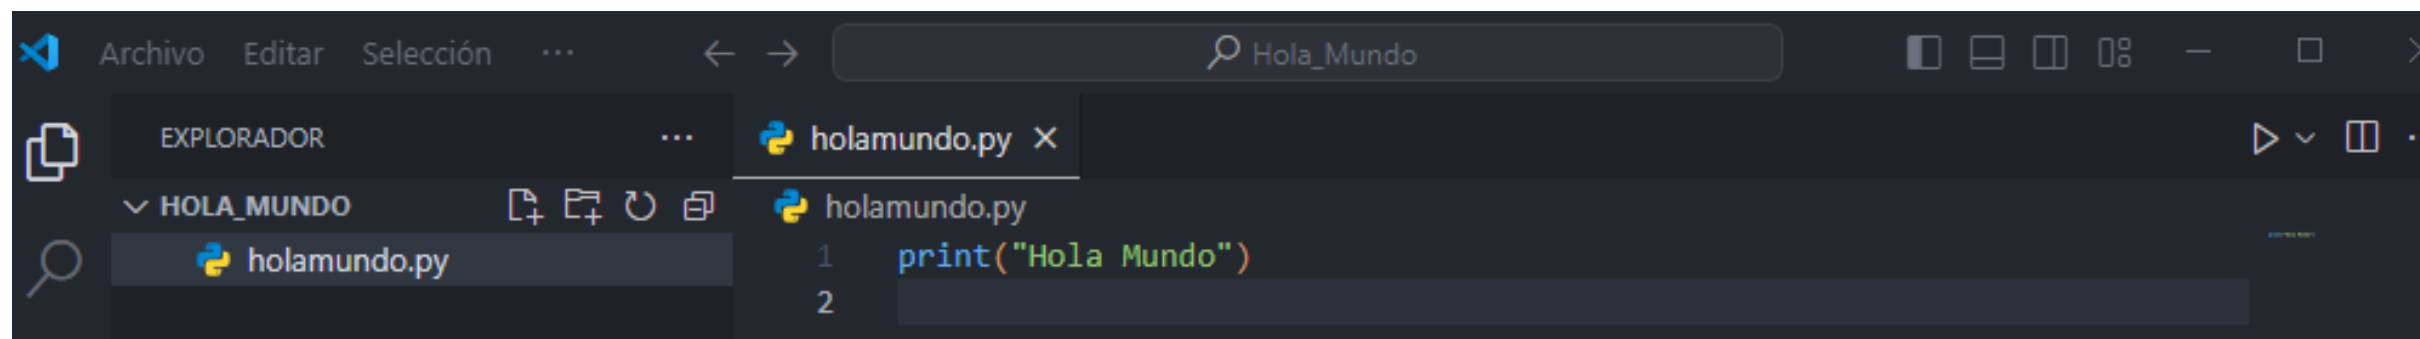 Archivo Editar Selección ··· Hola_Mundo
EXPLORADOR ···
HOLA_MUNDO
holamundo.py
holamundo.py
holamundo.py
1 print("Hola Mundo")
2